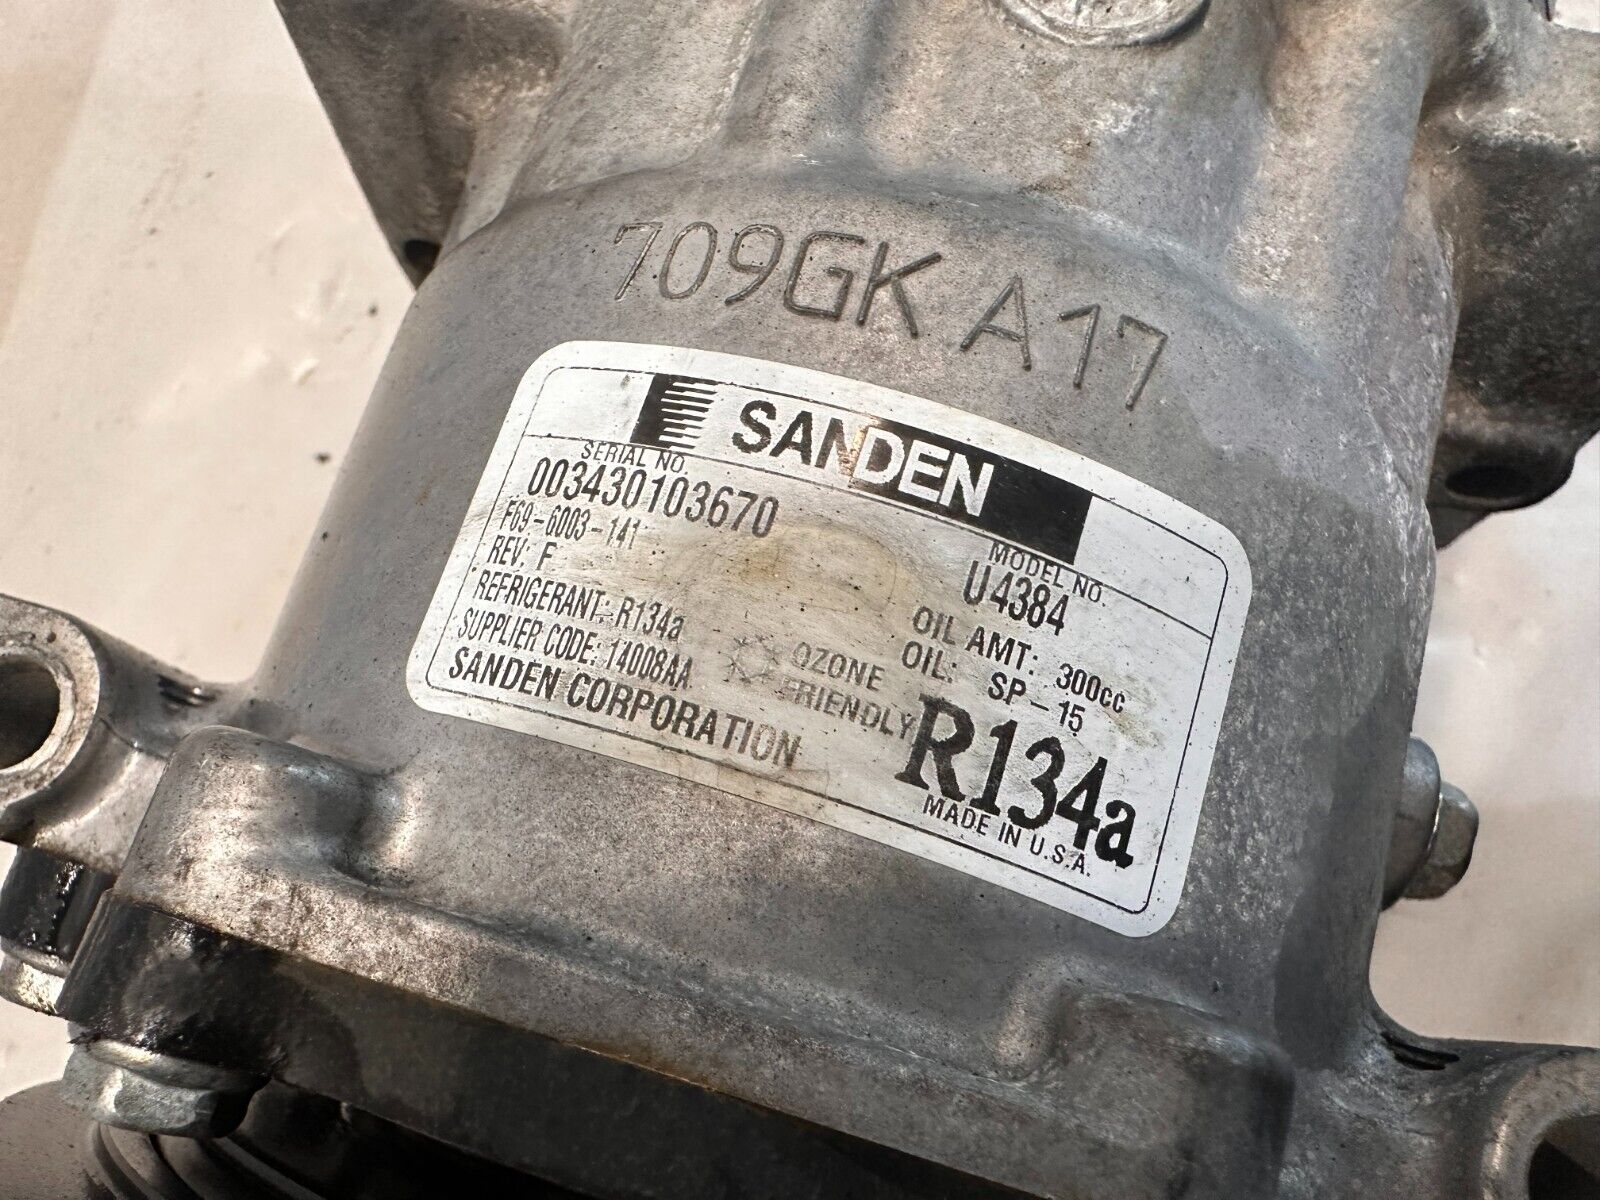 709GK A17
SANDEN
SERIAL NO.
003430103670
F69-6003-141
REV: F
REFRIGERANT: R134a
SUPPLIER CODE: 14008AA
SANDEN CORPORATION
MODEL NO.
U4384
OIL AMT: 300cc
OIL: SP-15
OZONE
FRIENDLY
R134a
MADE IN U.S.A.